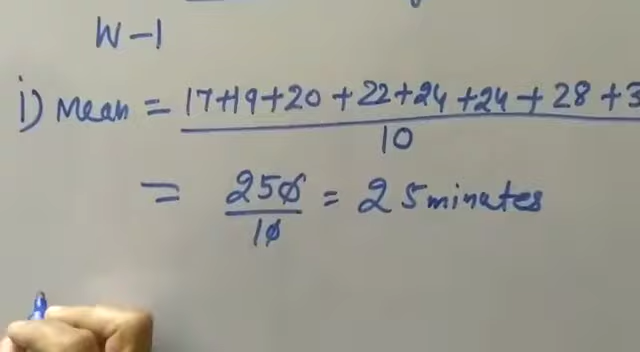 W-1
i) Mean = 17+19+20+22+24+24+28+3
10
= 250/10 = 25 minutes